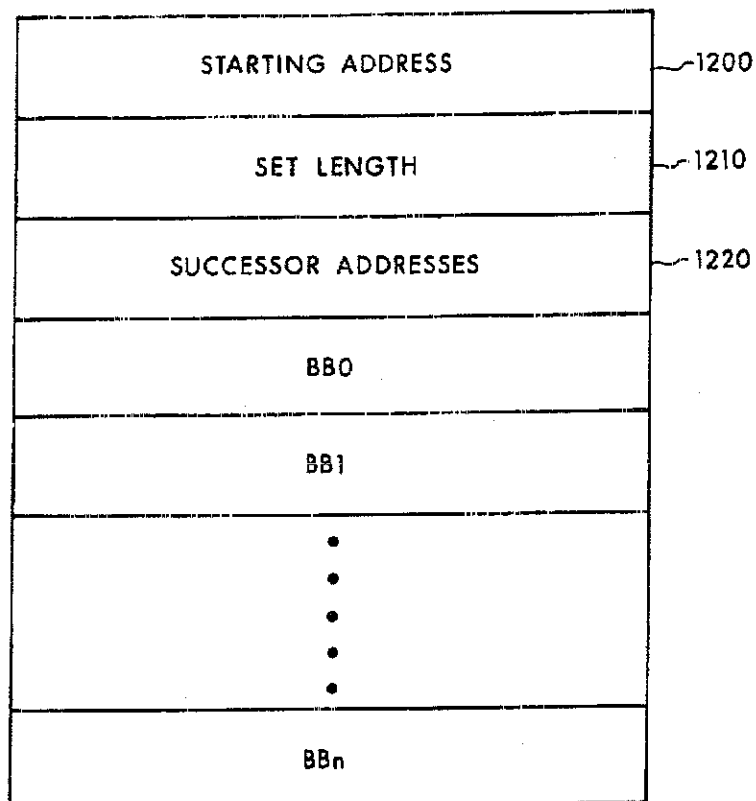 STARTING ADDRESS 1200
SET LENGTH 1210
SUCCESSOR ADDRESSES 1220
BB0
BB1
BBn